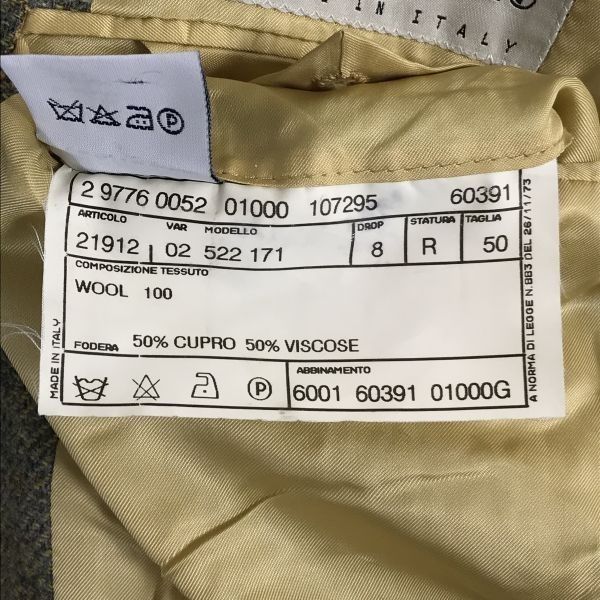 IN ITALY
P
2 9776 0052 01000 107295 60391
ARTICOLO VAR MODELLO DROP STATURA TAGLIA
21912 02 522 171 8 R 50
COMPOSIZIONE TESSUTO
WOOL 100
FODERA 50% CUPRO 50% VISCOSE
P
ABBINAMENTO
6001 60391 01000G
MADE IN ITALY
A NORMA DI LEGGE N.883 DEL 26/11/73